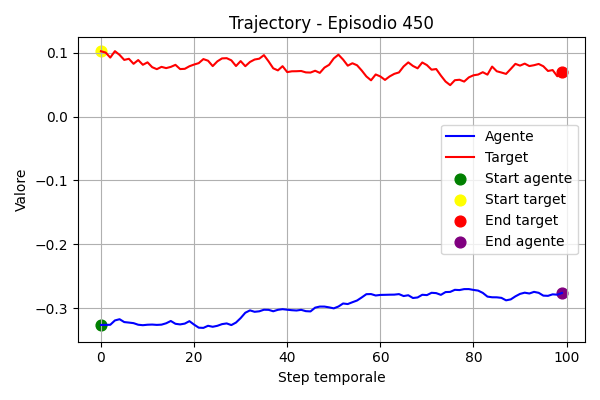 Trajectory - Episodio 450
Valore
0.1
0.0
−0.1
−0.2
−0.3
Agente
Target
Start agente
Start target
End target
End agente
0 20 40 60 80 100
Step temporale